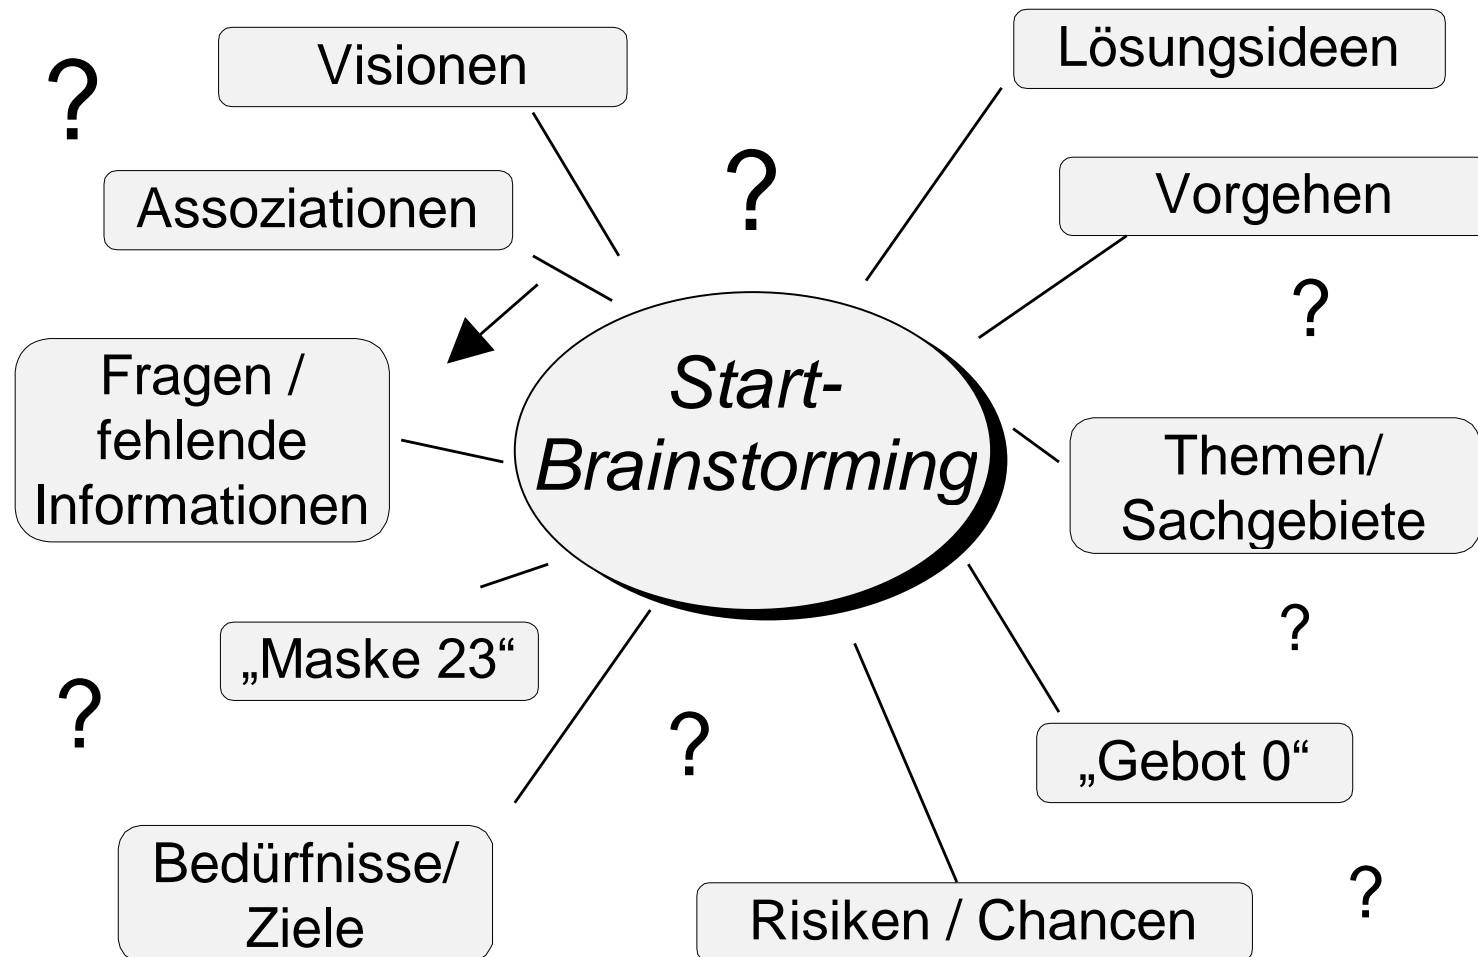 ?
Visionen
Lösungsideen
Assoziationen
?
Vorgehen
?
Fragen /
fehlende
Informationen
Start-
Brainstorming
Themen/
Sachgebiete
?
„Maske 23“
?
?
„Gebot 0“
Bedürfnisse/
Ziele
Risiken / Chancen
?